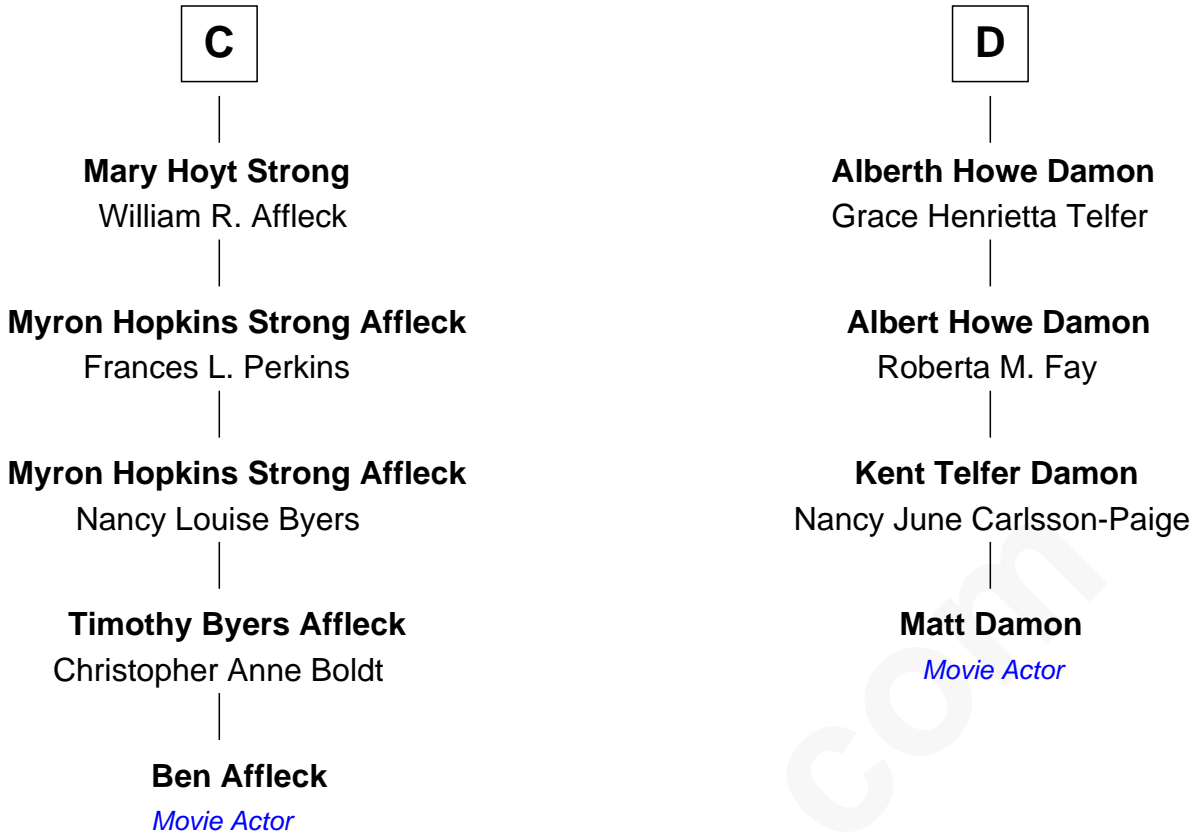 C
Mary Hoyt Strong
William R. Affleck
Myron Hopkins Strong Affleck
Frances L. Perkins
Myron Hopkins Strong Affleck
Nancy Louise Byers
Timothy Byers Affleck
Christopher Anne Boldt
Ben Affleck
Movie Actor
D
Alberth Howe Damon
Grace Henrietta Telfer
Albert Howe Damon
Roberta M. Fay
Kent Telfer Damon
Nancy June Carlsson-Paige
Matt Damon
Movie Actor
com